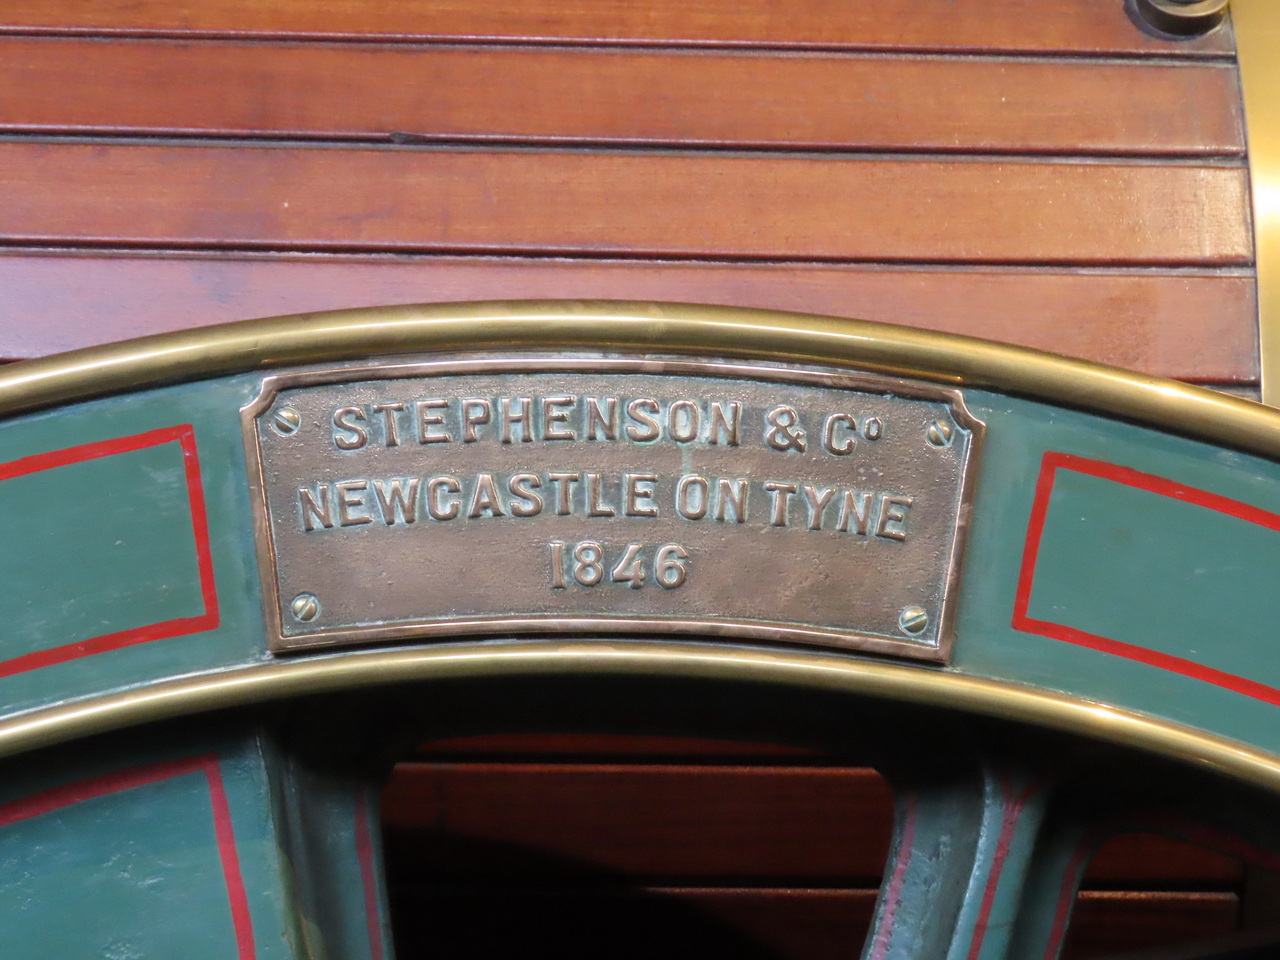 STEPHENSON & Cº
NEWCASTLE ON TYNE
1846